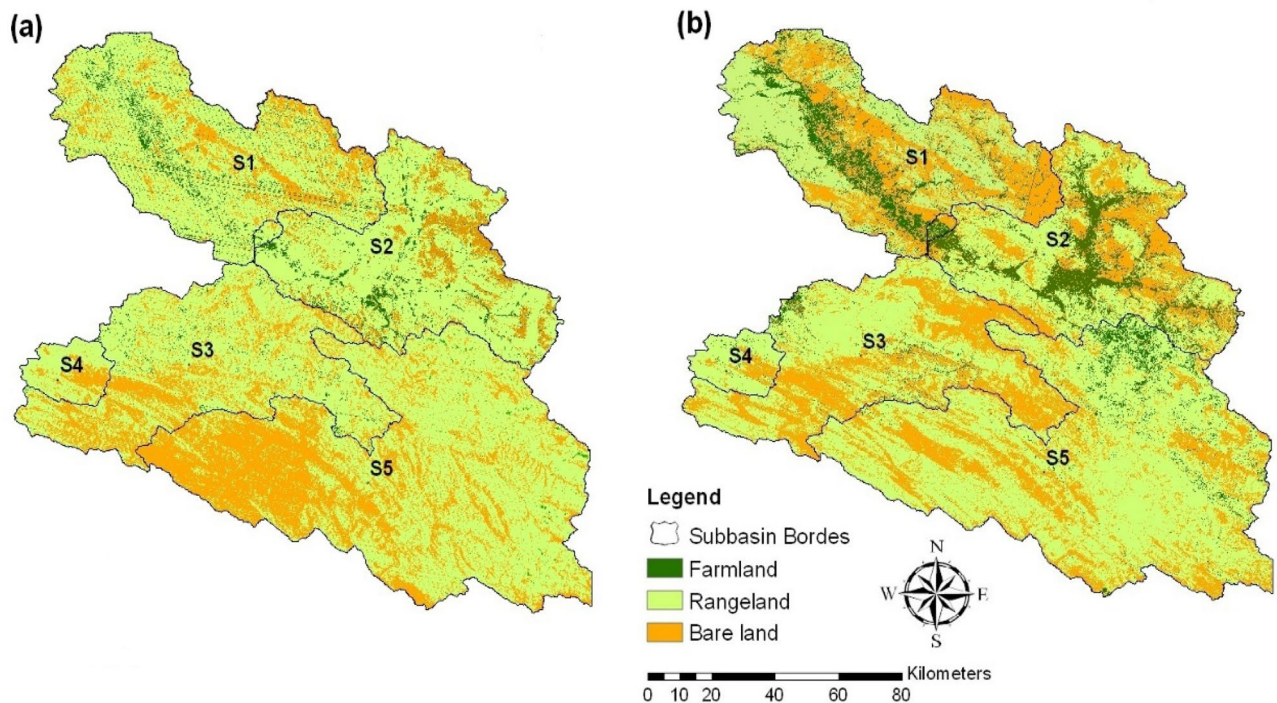 (a)
S1
S2
S3
S4
S5
(b)
S1
S2
S3
S4
S5
Legend
Subbasin Bordes
Farmland
Rangeland
Bare land
N
W E
S
Kilometers
0 10 20 40 60 80